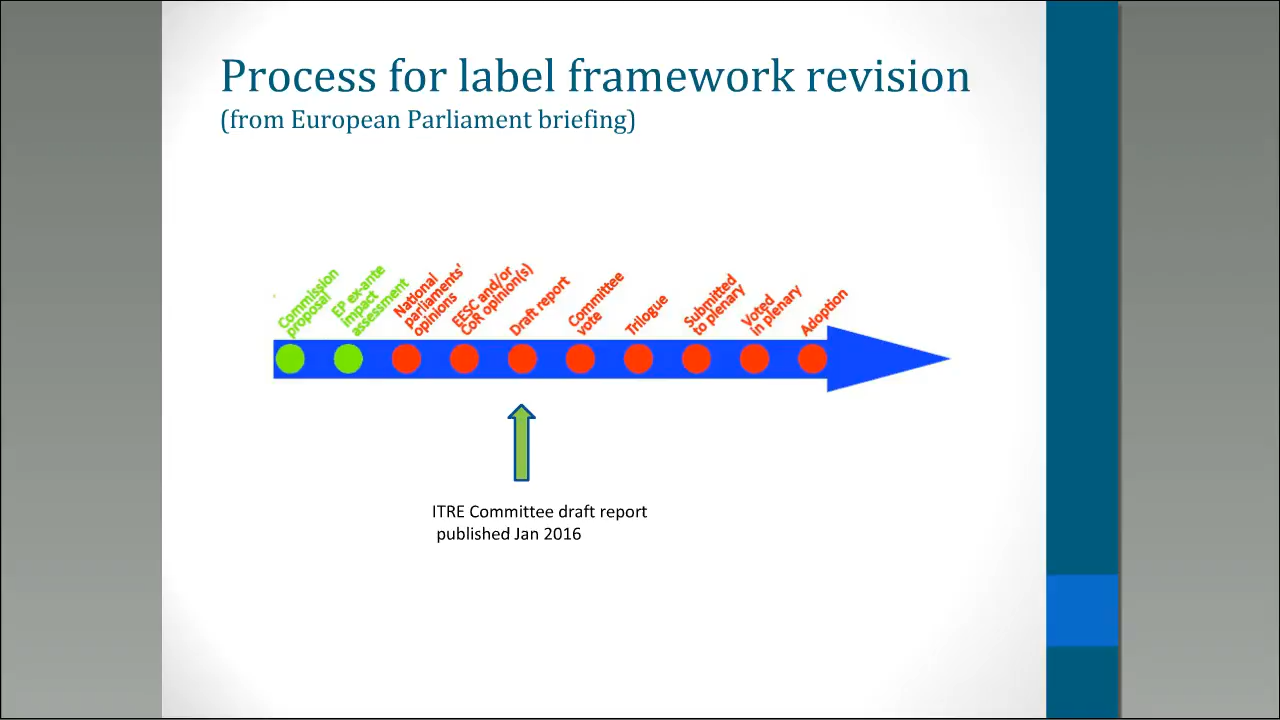 Process for label framework revision
(from European Parliament briefing)
Commission
proposal
EP ex-ante
impact
assessment
National
parliaments'
opinions
EESC and/or
CoR opinion(s)
Draft report
Committee
vote
Trilogue
Submitted
to plenary
Voted
in plenary
Adoption
ITRE Committee draft report
published Jan 2016